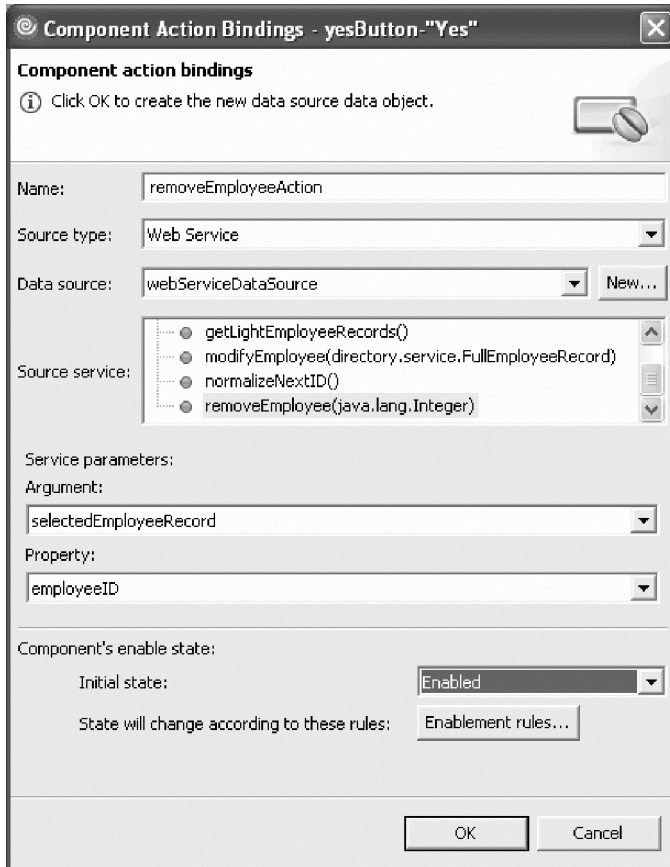 Component Action Bindings - yesButton-"Yes"
Component action bindings
Click OK to create the new data source data object.
Name: removeEmployeeAction
Source type: Web Service
Data source: webServiceDataSource New...
getLightEmployeeRecords()
modifyEmployee(directory.service.FullEmployeeRecord)
Source service:
normalizeNextID()
removeEmployee(java.lang.Integer)
Service parameters:
Argument:
selectedEmployeeRecord
Property:
employeeID
Component's enable state:
Initial state: Enabled
State will change according to these rules: Enablement rules...
OK Cancel